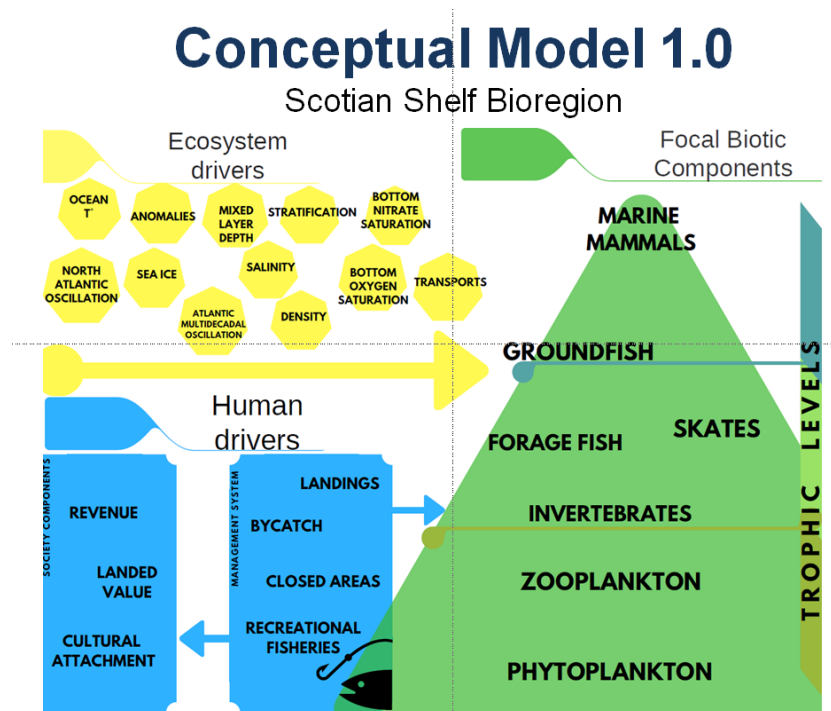 Conceptual Model 1.0
Scotian Shelf Bioregion
Ecosystem
drivers
OCEAN
T°
ANOMALIES
MIXED
LAYER
DEPTH
STRATIFICATION
BOTTOM
NITRATE
SATURATION
NORTH
ATLANTIC
OSCILLATION
SEA ICE
SALINITY
BOTTOM
OXYGEN
SATURATION
TRANSPORTS
ATLANTIC
MULTIDECADAL
OSCILLATION
DENSITY
Human
drivers
SOCIETY COMPONENTS
REVENUE
LANDED
VALUE
CULTURAL
ATTACHMENT
MANAGEMENT SYSTEM
LANDINGS
BYCATCH
CLOSED AREAS
RECREATIONAL
FISHERIES
Focal Biotic
Components
MARINE
MAMMALS
GROUNDFISH
FORAGE FISH
SKATES
INVERTEBRATES
ZOOPLANKTON
PHYTOPLANKTON
TROPHIC LEVELS